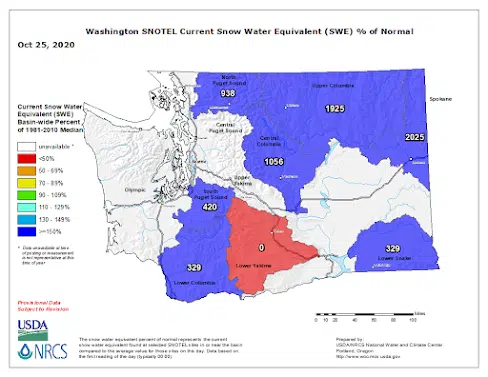 Washington SNOTEL Current Snow Water Equivalent (SWE) % of Normal
Oct 25, 2020
Current Snow Water
Equivalent (SWE)
Basin-wide Percent
of 1981-2010 Median
unavailable *
<50%
50 - 69%
70 - 89%
90 - 109%
110 - 129%
130 - 149%
>=150%
* Data unavailable at time
of posting or measurement
is not representative at this
time of year
Provisional Data
Subject to Revision
North
Puget Sound
938
Upper Columbia
1925
Spokane
2025
Central
Puget Sound
Central
Columbia
1056
Olympic
Upper
Yakima
South
Puget Sound
420
0
Lower Yakima
329
Lower Columbia
329
Lower Snake
Miles
USDA
NRCS
The snow water equivalent percent of normal represents the current
snow water equivalent found at selected SNOTEL sites in or near the basin
compared to the average value for those sites on this day. Data based on
the first reading of the day (typically 00:00)
Prepared by:
USDA/NRCS National Water and Climate Center
Portland, Oregon
http://www.wcc.nrcs.usda.gov